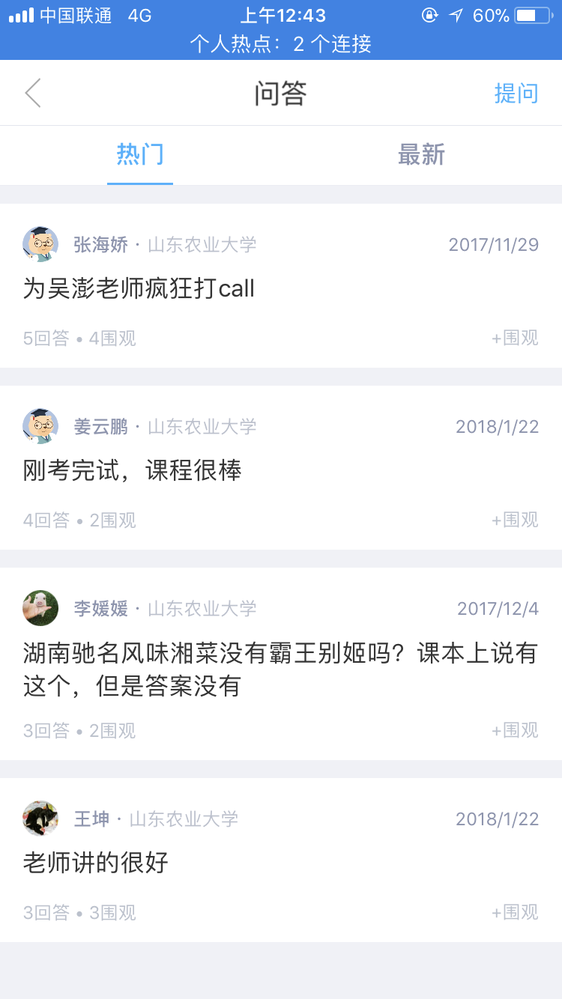 中国联通 4G 上午12:43 60%
个人热点：2 个连接
问答 提问
热门 最新
张海娇 · 山东农业大学 2017/11/29
为吴澎老师疯狂打call
5回答 • 4围观 +围观
姜云鹏 · 山东农业大学 2018/1/22
刚考完试，课程很棒
4回答 • 2围观 +围观
李媛媛 · 山东农业大学 2017/12/4
湖南驰名风味湘菜没有霸王别姬吗？课本上说有
这个，但是答案没有
3回答 • 2围观 +围观
王坤 · 山东农业大学 2018/1/22
老师讲的很好
3回答 • 3围观 +围观